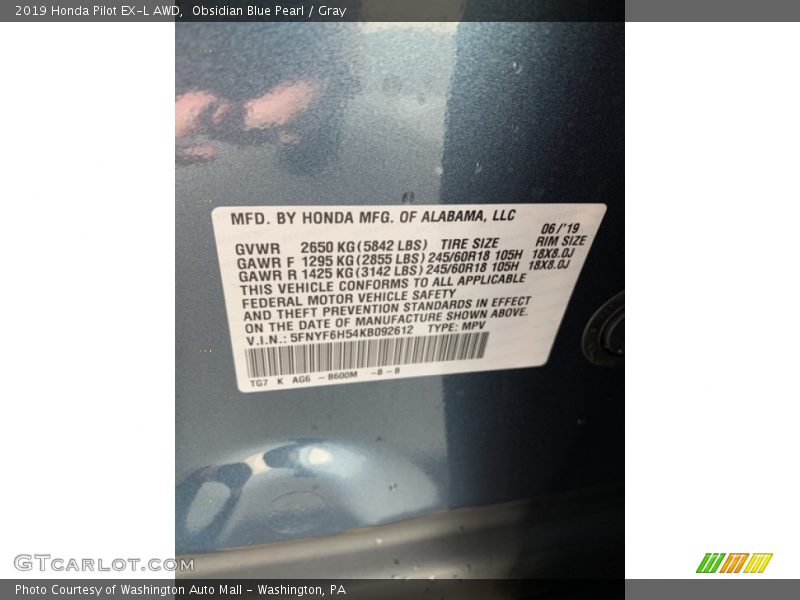 2019 Honda Pilot EX-L AWD, Obsidian Blue Pearl / Gray
MFD. BY HONDA MFG. OF ALABAMA, LLC
06/'19
GVWR 2650 KG (5842 LBS) TIRE SIZE RIM SIZE
GAWR F 1295 KG (2855 LBS) 245/60R18 105H 18X8.0J
GAWR R 1425 KG (3142 LBS) 245/60R18 105H 18X8.0J
THIS VEHICLE CONFORMS TO ALL APPLICABLE
FEDERAL MOTOR VEHICLE SAFETY
AND THEFT PREVENTION STANDARDS IN EFFECT
ON THE DATE OF MANUFACTURE SHOWN ABOVE.
V.I.N.: 5FNYF6H54KB092612 TYPE: MPV
TG7 K AG6 - B600M -8-8
GTcarlot.com
Photo Courtesy of Washington Auto Mall - Washington, PA